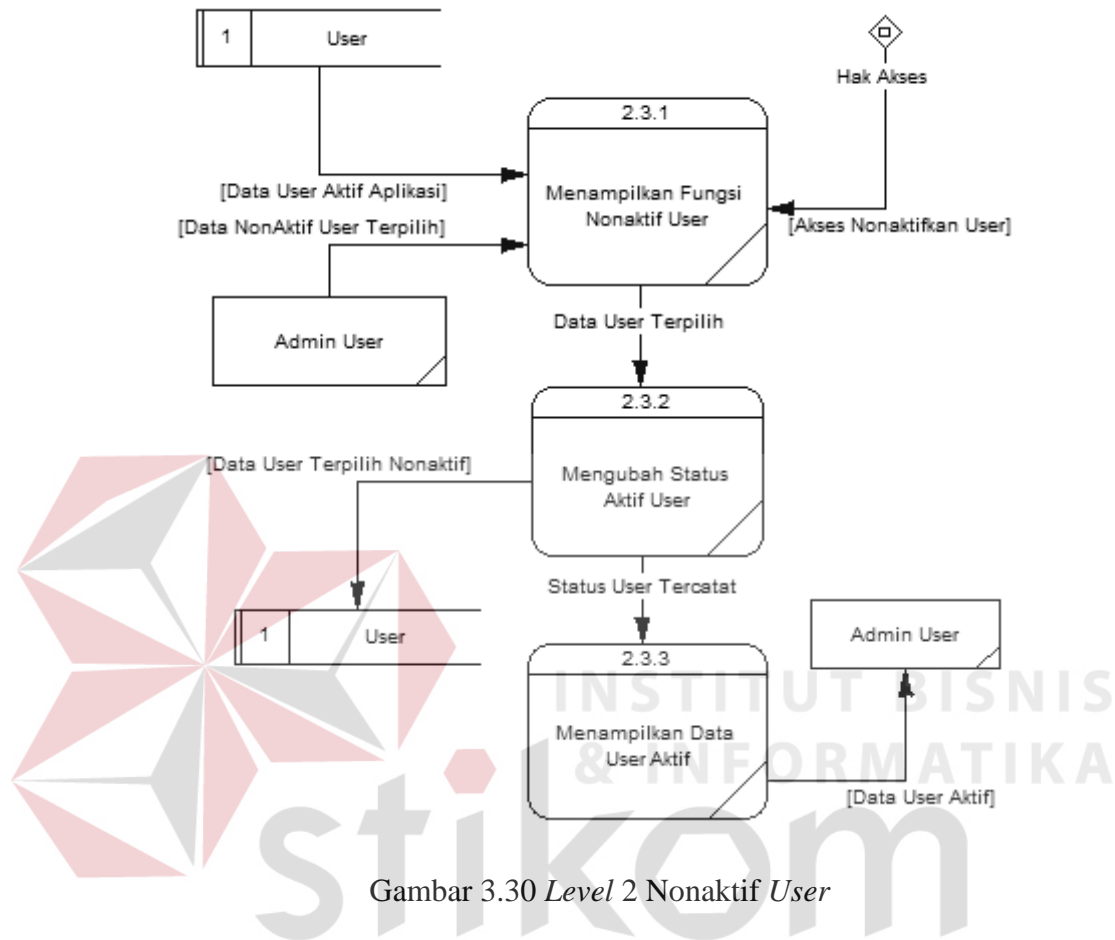 1
User
Hak Akses
2.3.1
Menampilkan Fungsi
Nonaktif User
[Data User Aktif Aplikasi]
[Data NonAktif User Terpilih]
[Akses Nonaktifkan User]
Admin User
Data User Terpilih
2.3.2
Mengubah Status
Aktif User
[Data User Terpilih Nonaktif]
Status User Tercatat
1
User
2.3.3
Menampilkan Data
User Aktif
Admin User
[Data User Aktif]
INSTITUT BISNIS
& INFORMATIKA
stikom
Gambar 3.30 Level 2 Nonaktif User